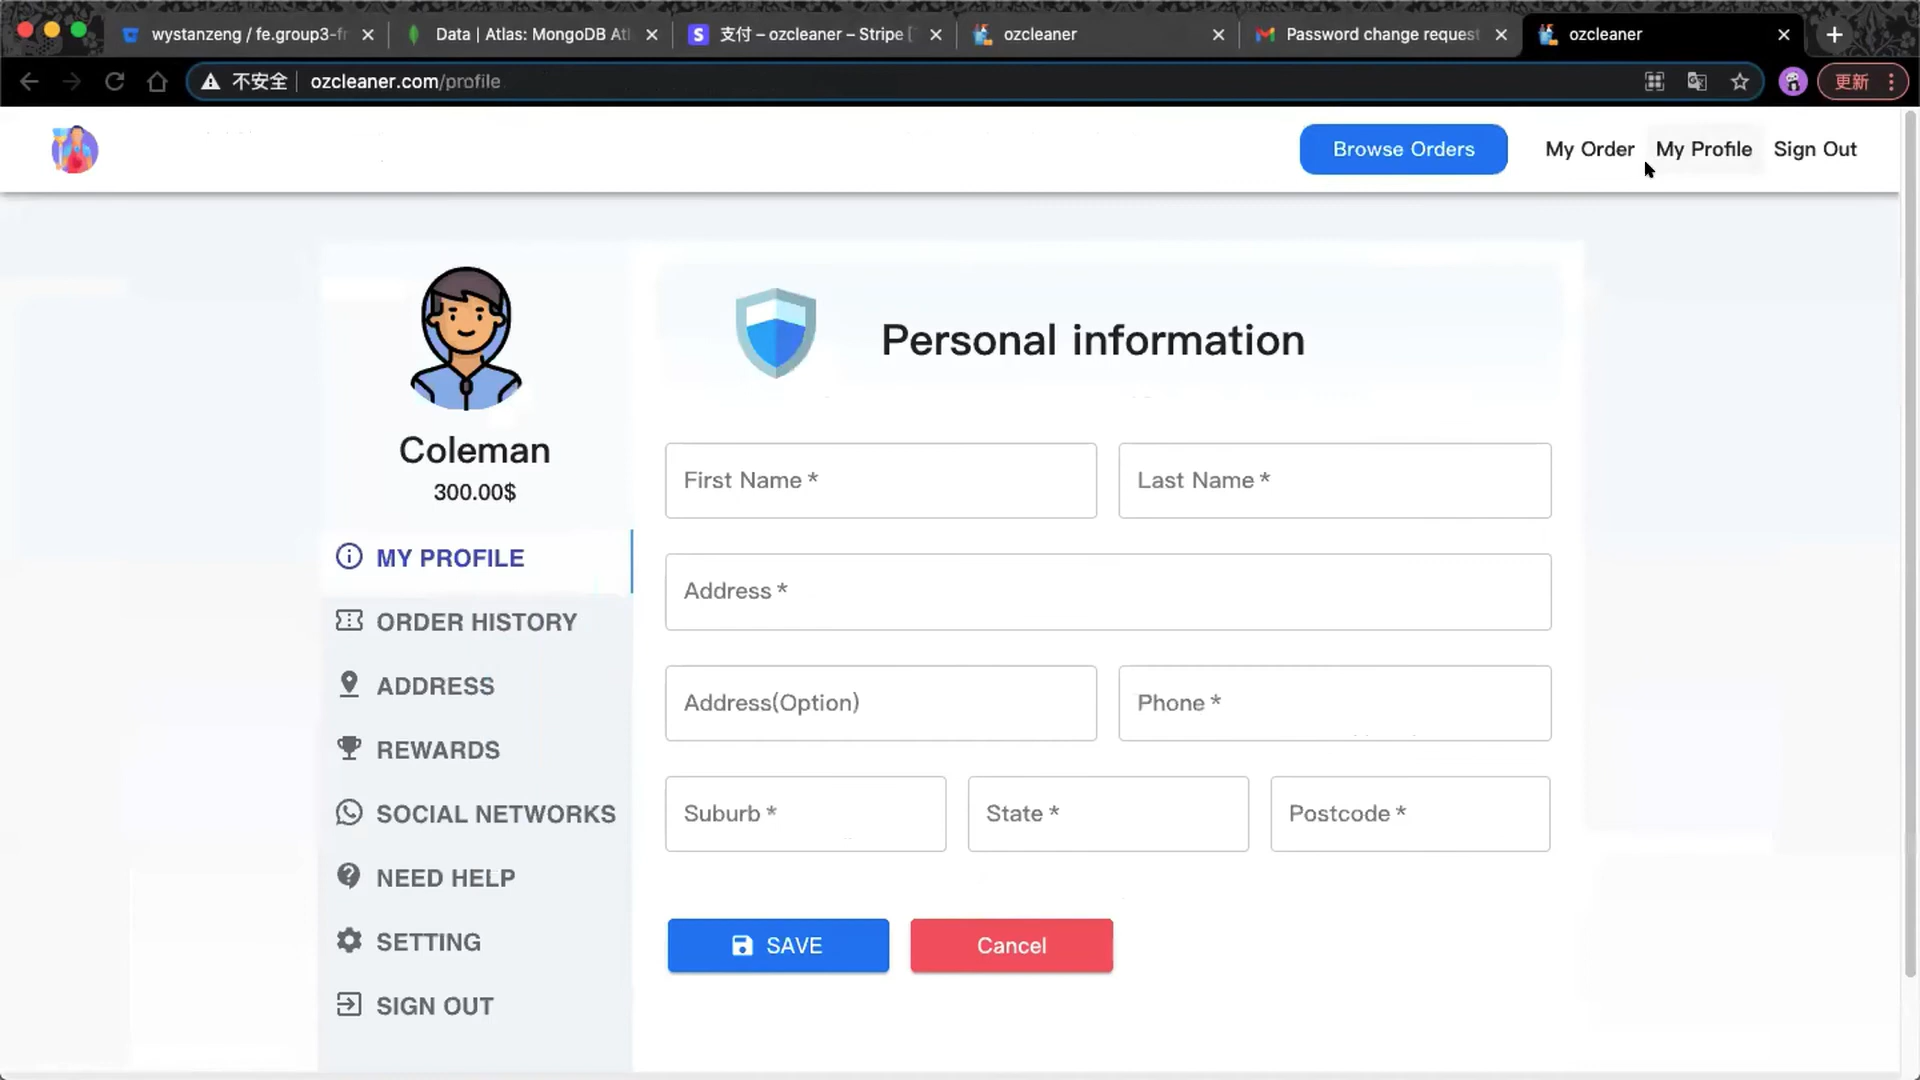 wystanzeng / fe.group3-fr
Data | Atlas: MongoDB Atl
S 支付 – ozcleaner – Stripe [
ozcleaner
Password change request
ozcleaner
不安全 ozcleaner.com/profile
更新
Browse Orders
My Order
My Profile
Sign Out
Coleman
300.00$
MY PROFILE
ORDER HISTORY
ADDRESS
REWARDS
SOCIAL NETWORKS
NEED HELP
SETTING
SIGN OUT
Personal information
First Name *
Last Name *
Address *
Address(Option)
Phone *
Suburb *
State *
Postcode *
SAVE
Cancel